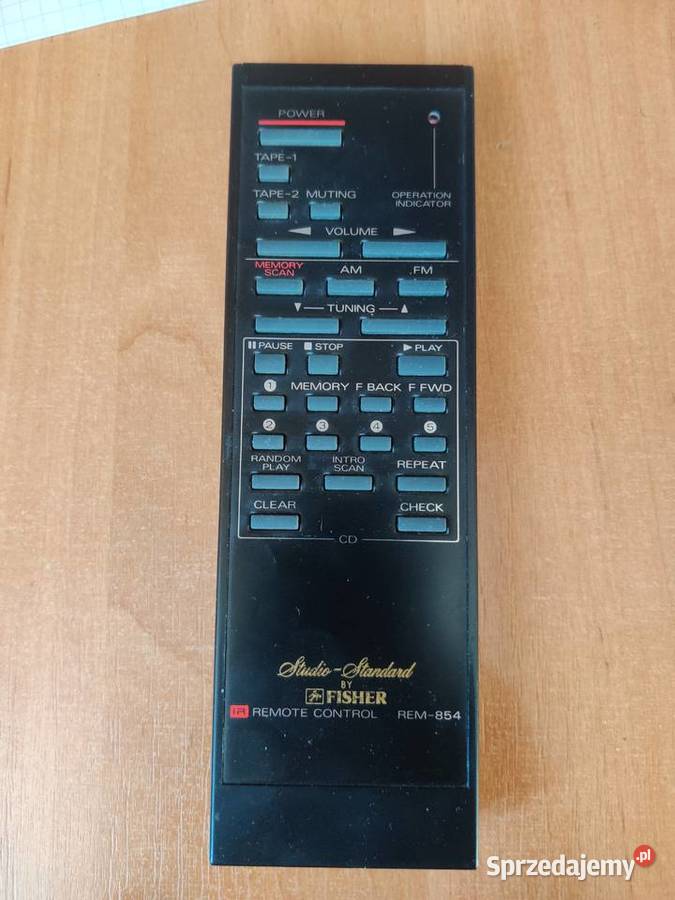 POWER
TAPE-1
TAPE-2 MUTING
OPERATION
INDICATOR
◄ VOLUME ►
MEMORY
SCAN
AM
FM
▼ TUNING ▲
PAUSE
STOP
PLAY
1 MEMORY F BACK F FWD
2 3 4 5
RANDOM
PLAY
INTRO
SCAN
REPEAT
CLEAR
CHECK
CD
Studio-Standard
BY
FISHER
IR REMOTE CONTROL REM-854
Sprzedajemy.pl